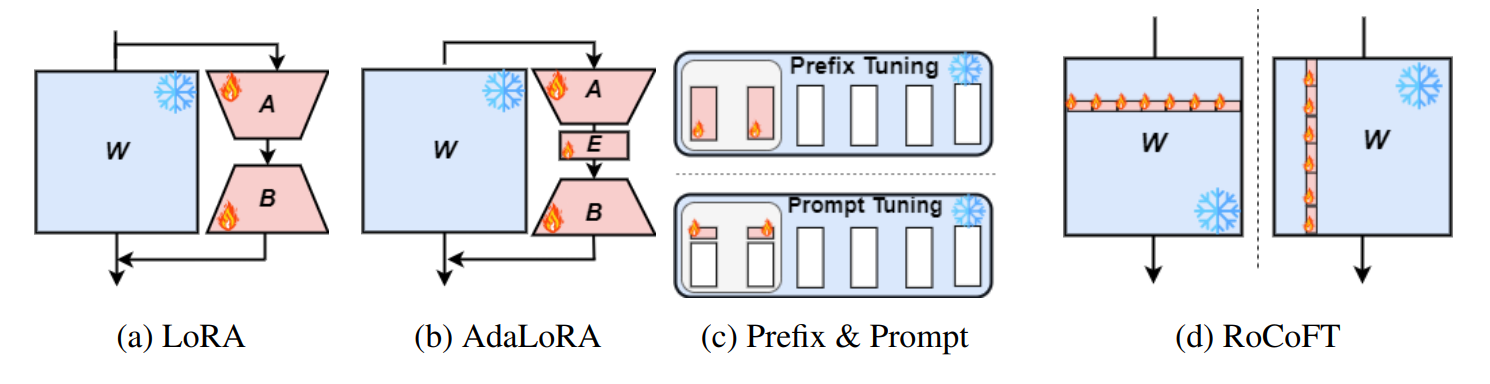 W
A
B
(a) LoRA
W
A
E
B
(b) AdaLoRA
Prefix Tuning
Prompt Tuning
(c) Prefix & Prompt
W
W
(d) RoCoFT